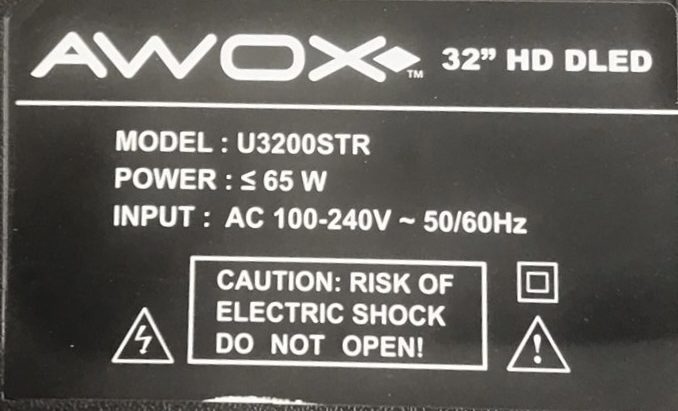 AWOX™ 32” HD DLED
MODEL : U3200STR
POWER : ≤ 65 W
INPUT : AC 100-240V ~ 50/60Hz
CAUTION: RISK OF
ELECTRIC SHOCK
DO NOT OPEN!